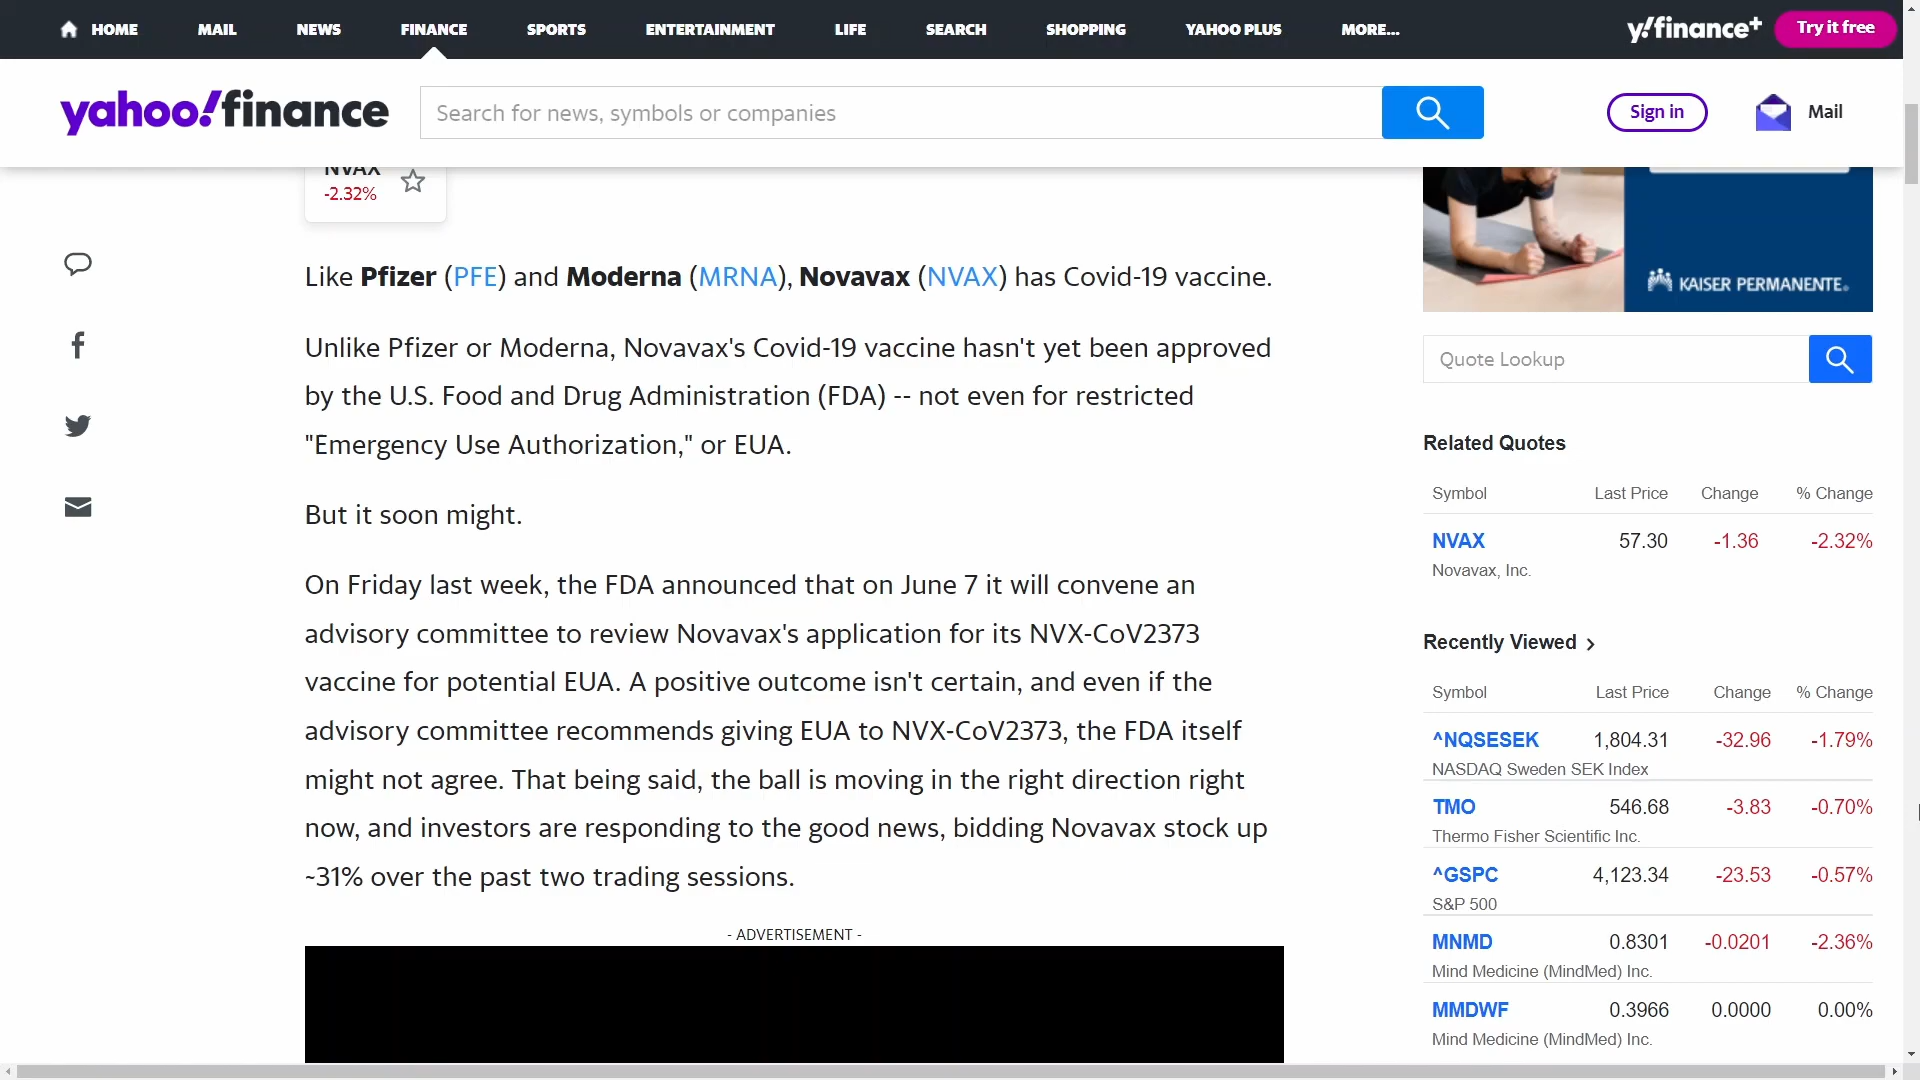 HOME MAIL NEWS FINANCE SPORTS ENTERTAINMENT LIFE SEARCH SHOPPING YAHOO PLUS MORE... y!finance+ Try it free
yahoo!finance Search for news, symbols or companies Sign in Mail
NVAX
-2.32%
Like Pfizer (PFE) and Moderna (MRNA), Novavax (NVAX) has Covid-19 vaccine.
Unlike Pfizer or Moderna, Novavax's Covid-19 vaccine hasn't yet been approved
by the U.S. Food and Drug Administration (FDA) -- not even for restricted
"Emergency Use Authorization," or EUA.
But it soon might.
On Friday last week, the FDA announced that on June 7 it will convene an
advisory committee to review Novavax's application for its NVX-CoV2373
vaccine for potential EUA. A positive outcome isn't certain, and even if the
advisory committee recommends giving EUA to NVX-CoV2373, the FDA itself
might not agree. That being said, the ball is moving in the right direction right
now, and investors are responding to the good news, bidding Novavax stock up
~31% over the past two trading sessions.
- ADVERTISEMENT -
KAISER PERMANENTE®
Quote Lookup
Related Quotes
Symbol Last Price Change % Change
NVAX 57.30 -1.36 -2.32%
Novavax, Inc.
Recently Viewed >
Symbol Last Price Change % Change
^NQSESEK 1,804.31 -32.96 -1.79%
NASDAQ Sweden SEK Index
TMO 546.68 -3.83 -0.70%
Thermo Fisher Scientific Inc.
^GSPC 4,123.34 -23.53 -0.57%
S&P 500
MNMD 0.8301 -0.0201 -2.36%
Mind Medicine (MindMed) Inc.
MMDWF 0.3966 0.0000 0.00%
Mind Medicine (MindMed) Inc.